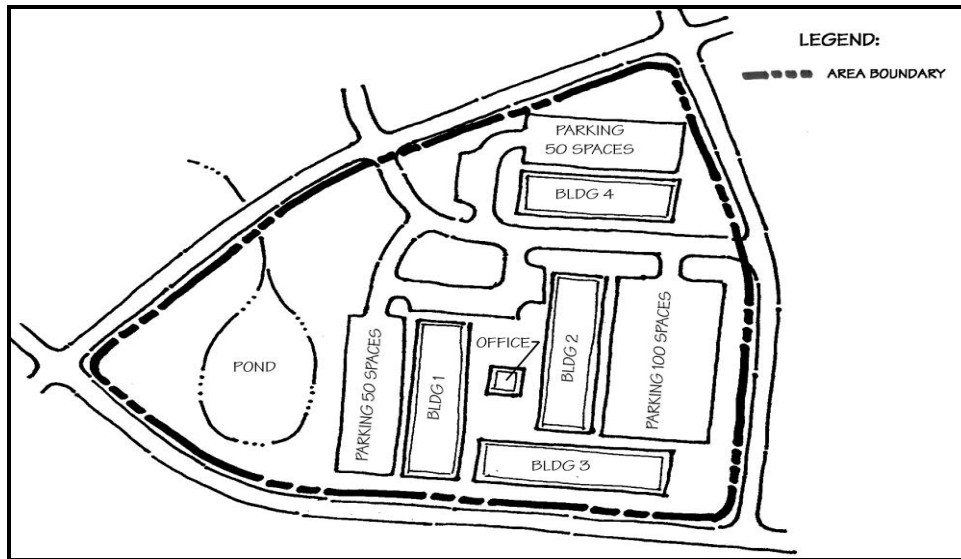 LEGEND:
AREA BOUNDARY
PARKING
50 SPACES
BLDG 4
POND
PARKING 50 SPACES
BLDG 1
OFFICE
BLDG 2
PARKING 100 SPACES
BLDG 3